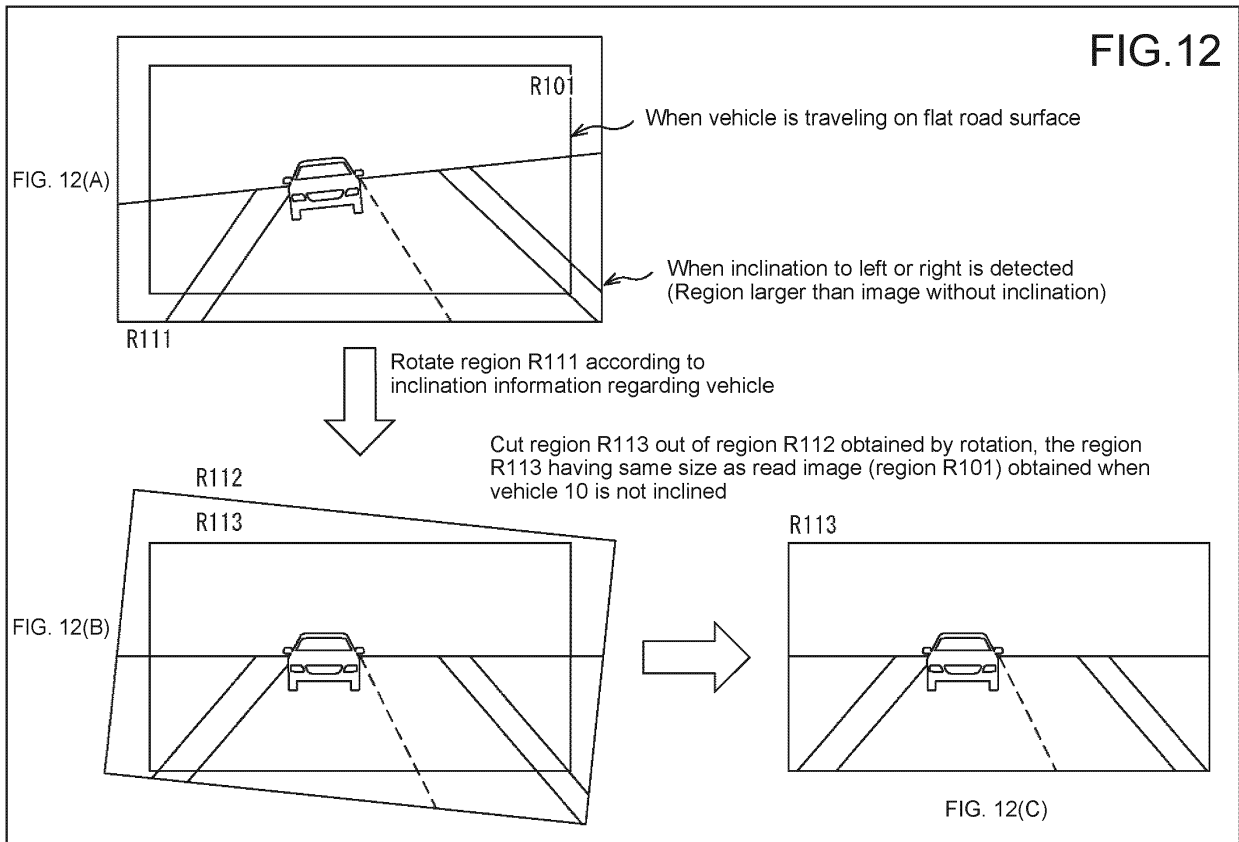 FIG.12
R101
When vehicle is traveling on flat road surface
FIG. 12(A)
When inclination to left or right is detected
(Region larger than image without inclination)
R111
Rotate region R111 according to
inclination information regarding vehicle
Cut region R113 out of region R112 obtained by rotation, the region
R113 having same size as read image (region R101) obtained when
vehicle 10 is not inclined
R112
R113
FIG. 12(B)
R113
FIG. 12(C)